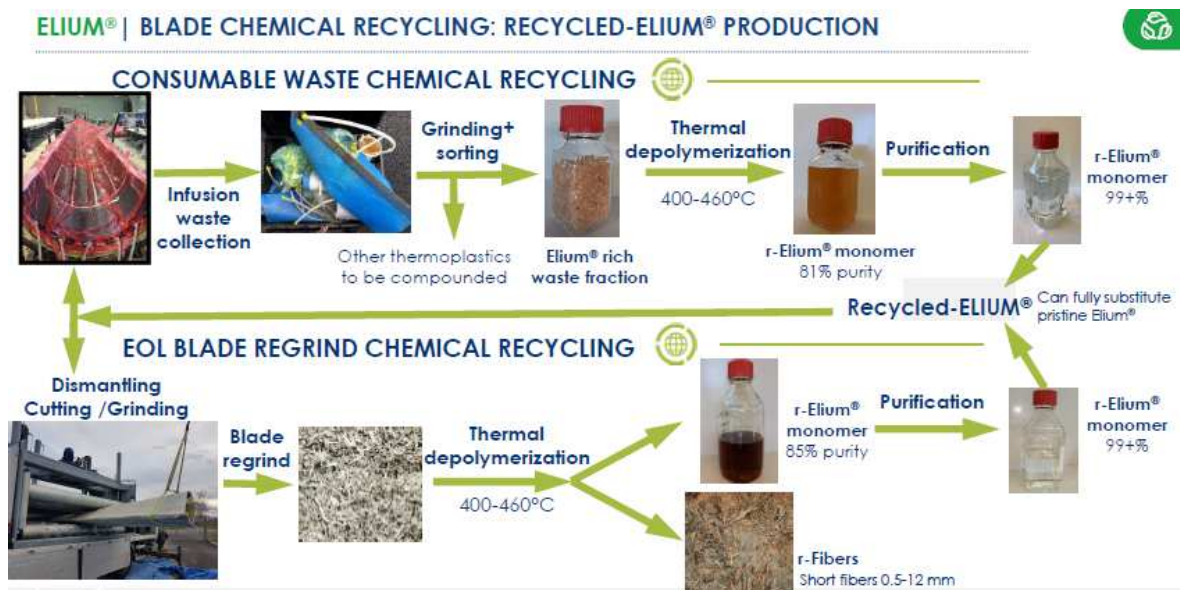 ELIUM® | BLADE CHEMICAL RECYCLING: RECYCLED-ELIUM® PRODUCTION
CONSUMABLE WASTE CHEMICAL RECYCLING
Infusion
waste
collection
Grinding+
sorting
Other thermoplastics
to be compounded
Elium® rich
waste fraction
Thermal
depolymerization
400-460°C
r-Elium® monomer
81% purity
Purification
r-Elium®
monomer
99+%
Recycled-ELIUM®
Can fully substitute
pristine Elium®
EOL BLADE REGRIND CHEMICAL RECYCLING
Dismantling
Cutting /Grinding
Blade
regrind
Thermal
depolymerization
400-460°C
r-Elium®
monomer
85% purity
Purification
r-Elium®
monomer
99+%
r-Fibers
Short fibers 0.5-12 mm